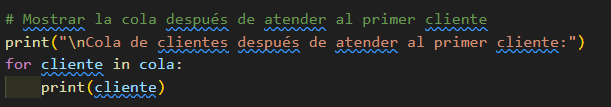 # Mostrar la cola después de atender al primer cliente
print("\nCola de clientes después de atender al primer cliente:")
for cliente in cola:
    print(cliente)